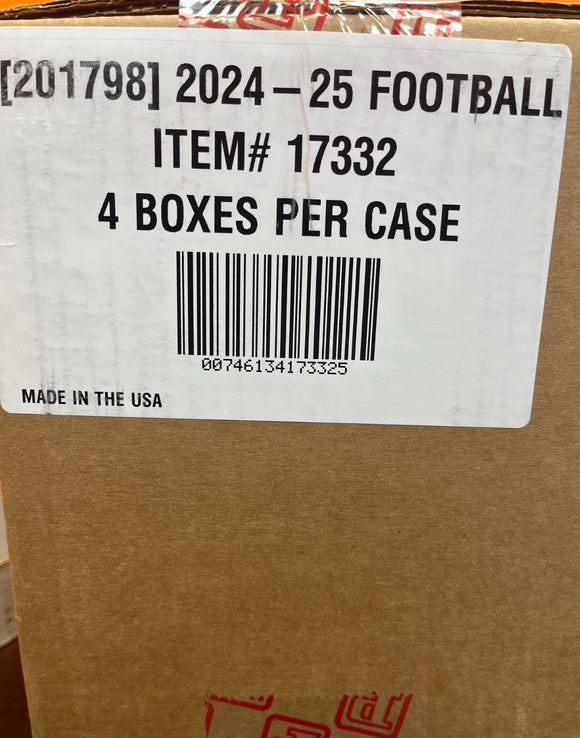 [201798] 2024 – 25 FOOTBALL
ITEM# 17332
4 BOXES PER CASE
00746134173325
MADE IN THE USA